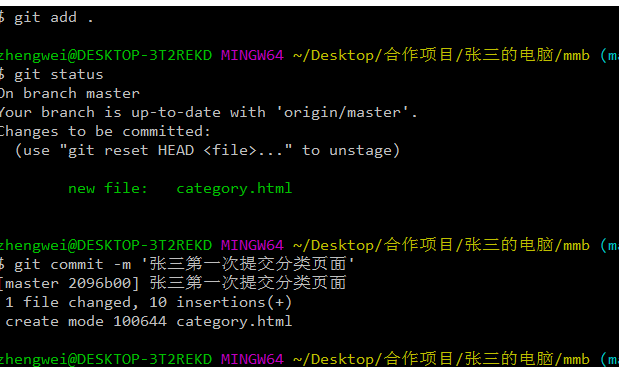 $ git add .
zhengwei@DESKTOP-3T2REKD MINGW64 ~/Desktop/合作项目/张三的电脑/mmb (ma
$ git status
On branch master
Your branch is up-to-date with 'origin/master'.
Changes to be committed:
  (use "git reset HEAD <file>..." to unstage)
        new file:   category.html
zhengwei@DESKTOP-3T2REKD MINGW64 ~/Desktop/合作项目/张三的电脑/mmb (ma
$ git commit -m '张三第一次提交分类页面'
[master 2096b00] 张三第一次提交分类页面
 1 file changed, 10 insertions(+)
 create mode 100644 category.html
zhengwei@DESKTOP-3T2REKD MINGW64 ~/Desktop/合作项目/张三的电脑/mmb (ma